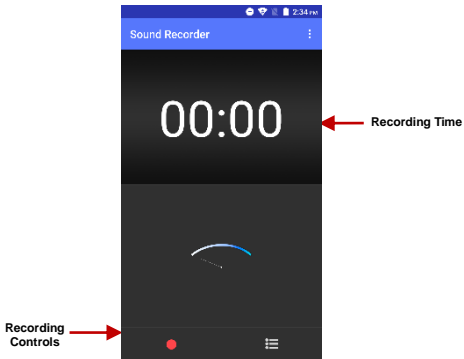 2:34 PM
Sound Recorder
00:00
Recording Time
Recording
Controls